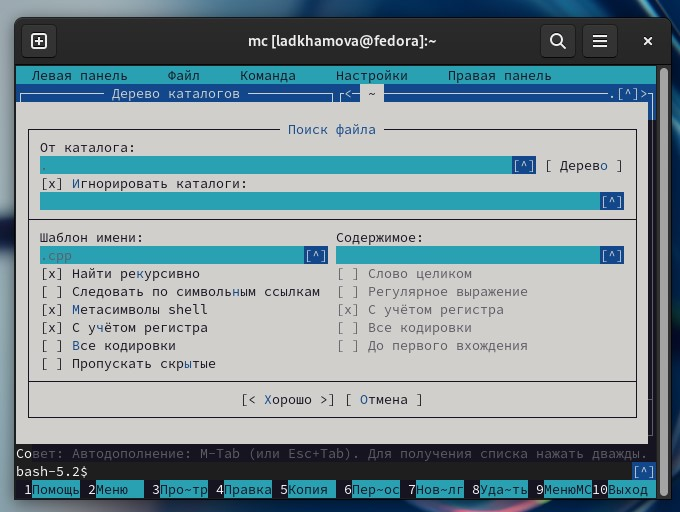 mc [ladkhamova@fedora]:~
Левая панель Файл Команда Настройки Правая панель
Дерево каталогов <─ ~ .[^]>
Поиск файла
От каталога:
. [^] [ Дерево ]
[x] Игнорировать каталоги:
[^]
Шаблон имени: Содержимое:
.cpp [^] [^]
[x] Найти рекурсивно [ ] Слово целиком
[ ] Следовать по символьным ссылкам [ ] Регулярное выражение
[x] Метасимволы shell [x] С учётом регистра
[x] С учётом регистра [ ] Все кодировки
[ ] Все кодировки [ ] До первого вхождения
[ ] Пропускать скрытые
[< Хорошо >] [ Отмена ]
Совет: Автодополнение: M-Tab (или Esc+Tab). Для получения списка нажать дважды.
bash-5.2$ [^]
1Помощь 2Меню 3Про~тр 4Правка 5Копия 6Пер~ос 7Нов~лг 8Уда~ть 9МенюMC 10Выход